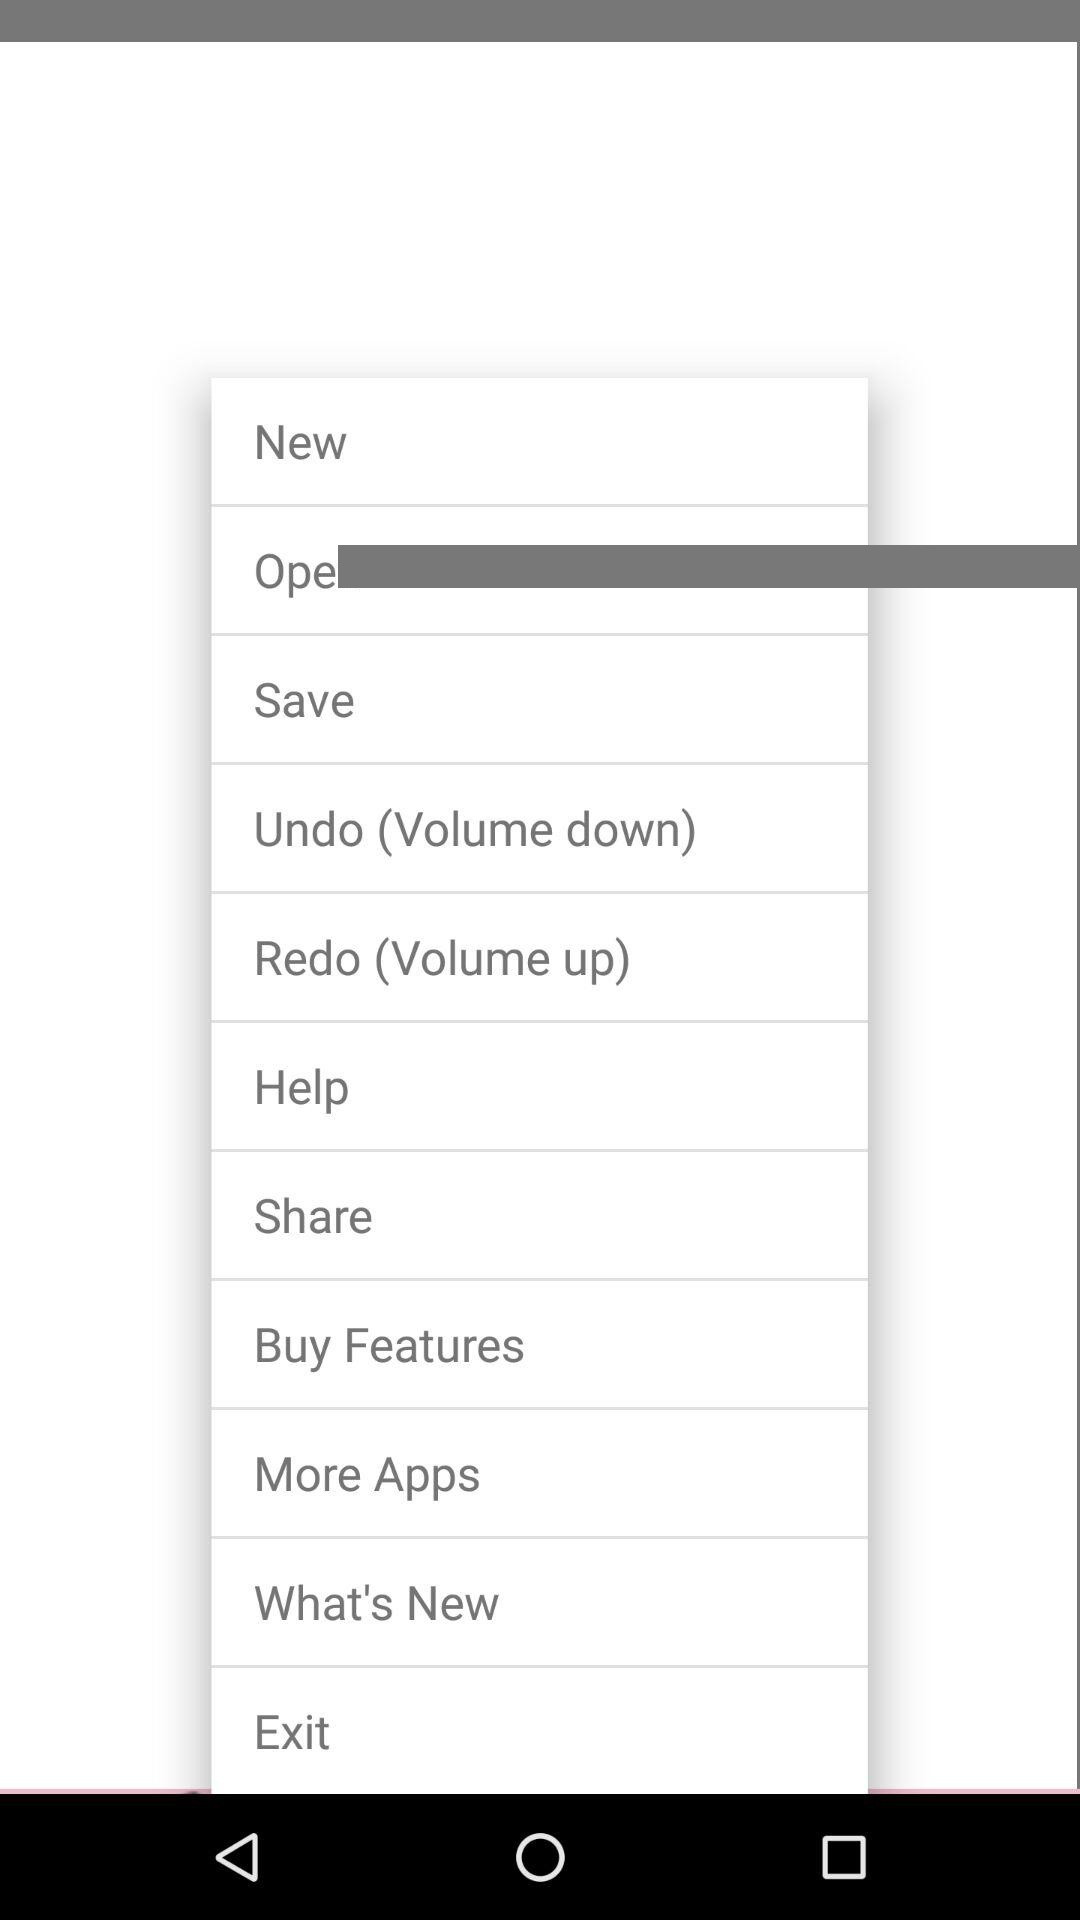 New
Ope
Save
Undo (Volume down)
Redo (Volume up)
Help
Share
Buy Features
More Apps
What's New
Exit